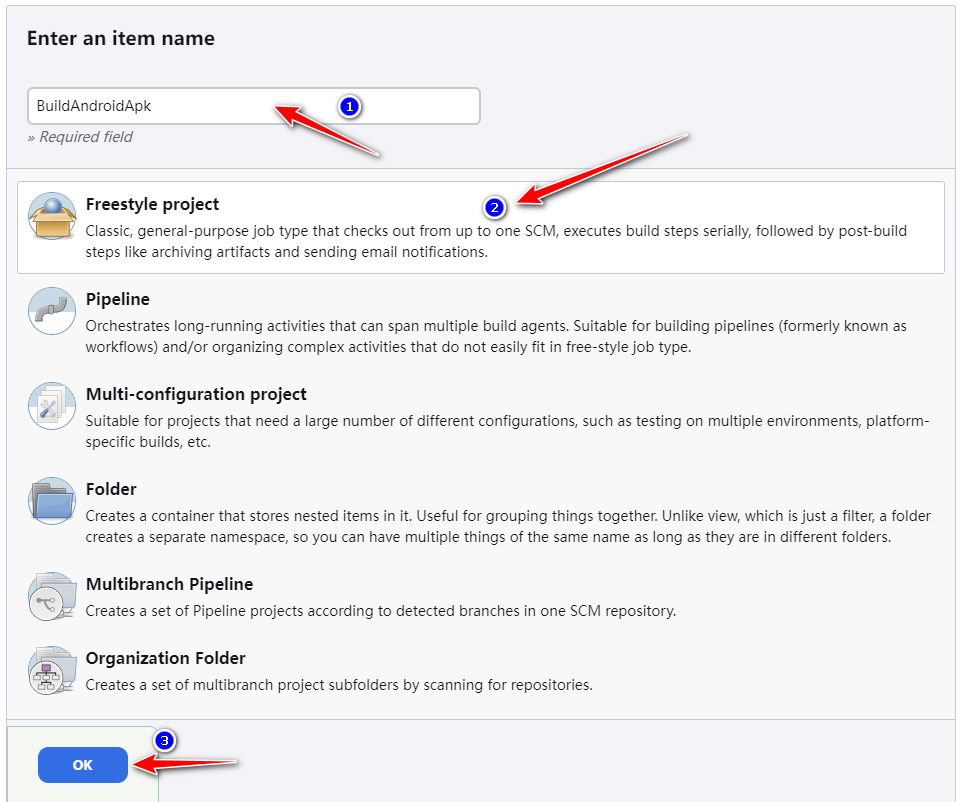 Enter an item name
BuildAndroidApk
1
» Required field
Freestyle project
2
Classic, general-purpose job type that checks out from up to one SCM, executes build steps serially, followed by post-build
steps like archiving artifacts and sending email notifications.
Pipeline
Orchestrates long-running activities that can span multiple build agents. Suitable for building pipelines (formerly known as
workflows) and/or organizing complex activities that do not easily fit in free-style job type.
Multi-configuration project
Suitable for projects that need a large number of different configurations, such as testing on multiple environments, platform-
specific builds, etc.
Folder
Creates a container that stores nested items in it. Useful for grouping things together. Unlike view, which is just a filter, a folder
creates a separate namespace, so you can have multiple things of the same name as long as they are in different folders.
Multibranch Pipeline
Creates a set of Pipeline projects according to detected branches in one SCM repository.
Organization Folder
Creates a set of multibranch project subfolders by scanning for repositories.
3
OK